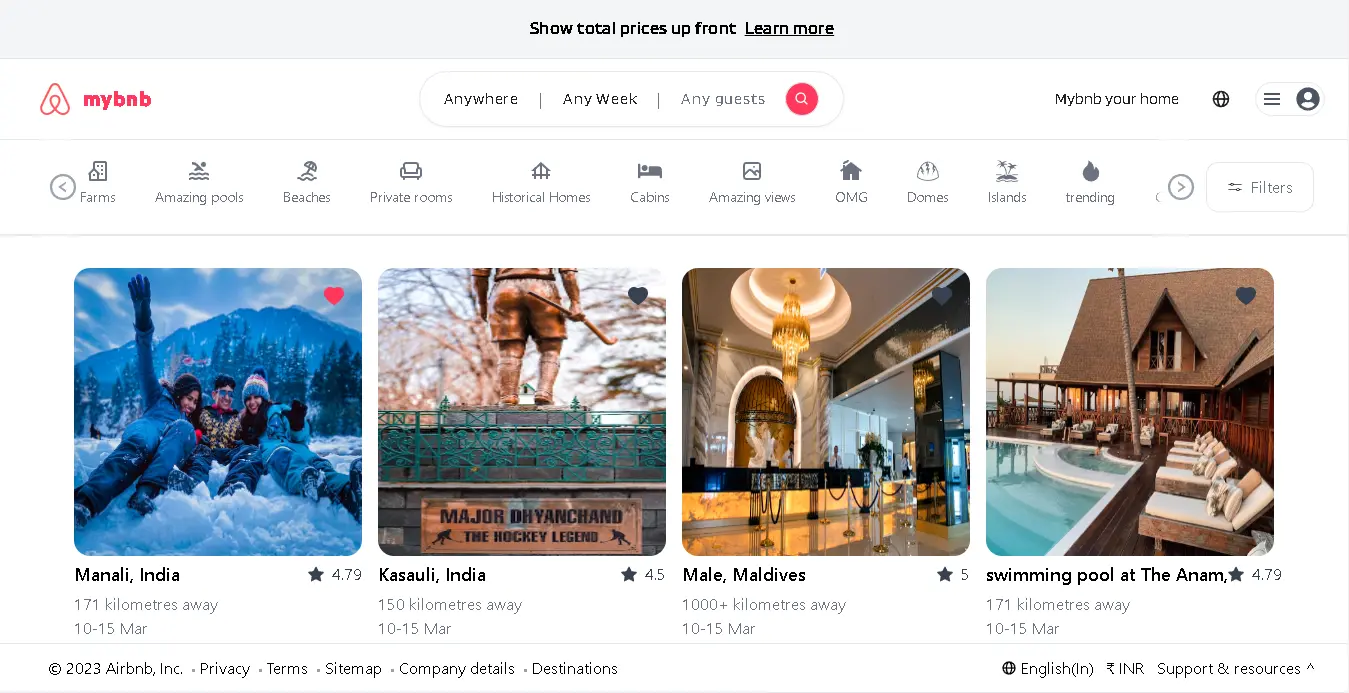 Show total prices up front Learn more
mybnb
Anywhere | Any Week | Any guests
Mybnb your home
Farms
Amazing pools
Beaches
Private rooms
Historical Homes
Cabins
Amazing views
OMG
Domes
Islands
trending
Filters
MAJOR DHYANCHAND
THE HOCKEY LEGEND
Manali, India 4.79
171 kilometres away
10-15 Mar
Kasauli, India 4.5
150 kilometres away
10-15 Mar
Male, Maldives 5
1000+ kilometres away
10-15 Mar
swimming pool at The Anam, 4.79
171 kilometres away
10-15 Mar
© 2023 Airbnb, Inc. • Privacy • Terms • Sitemap • Company details • Destinations
English(In) ₹ INR Support & resources ^